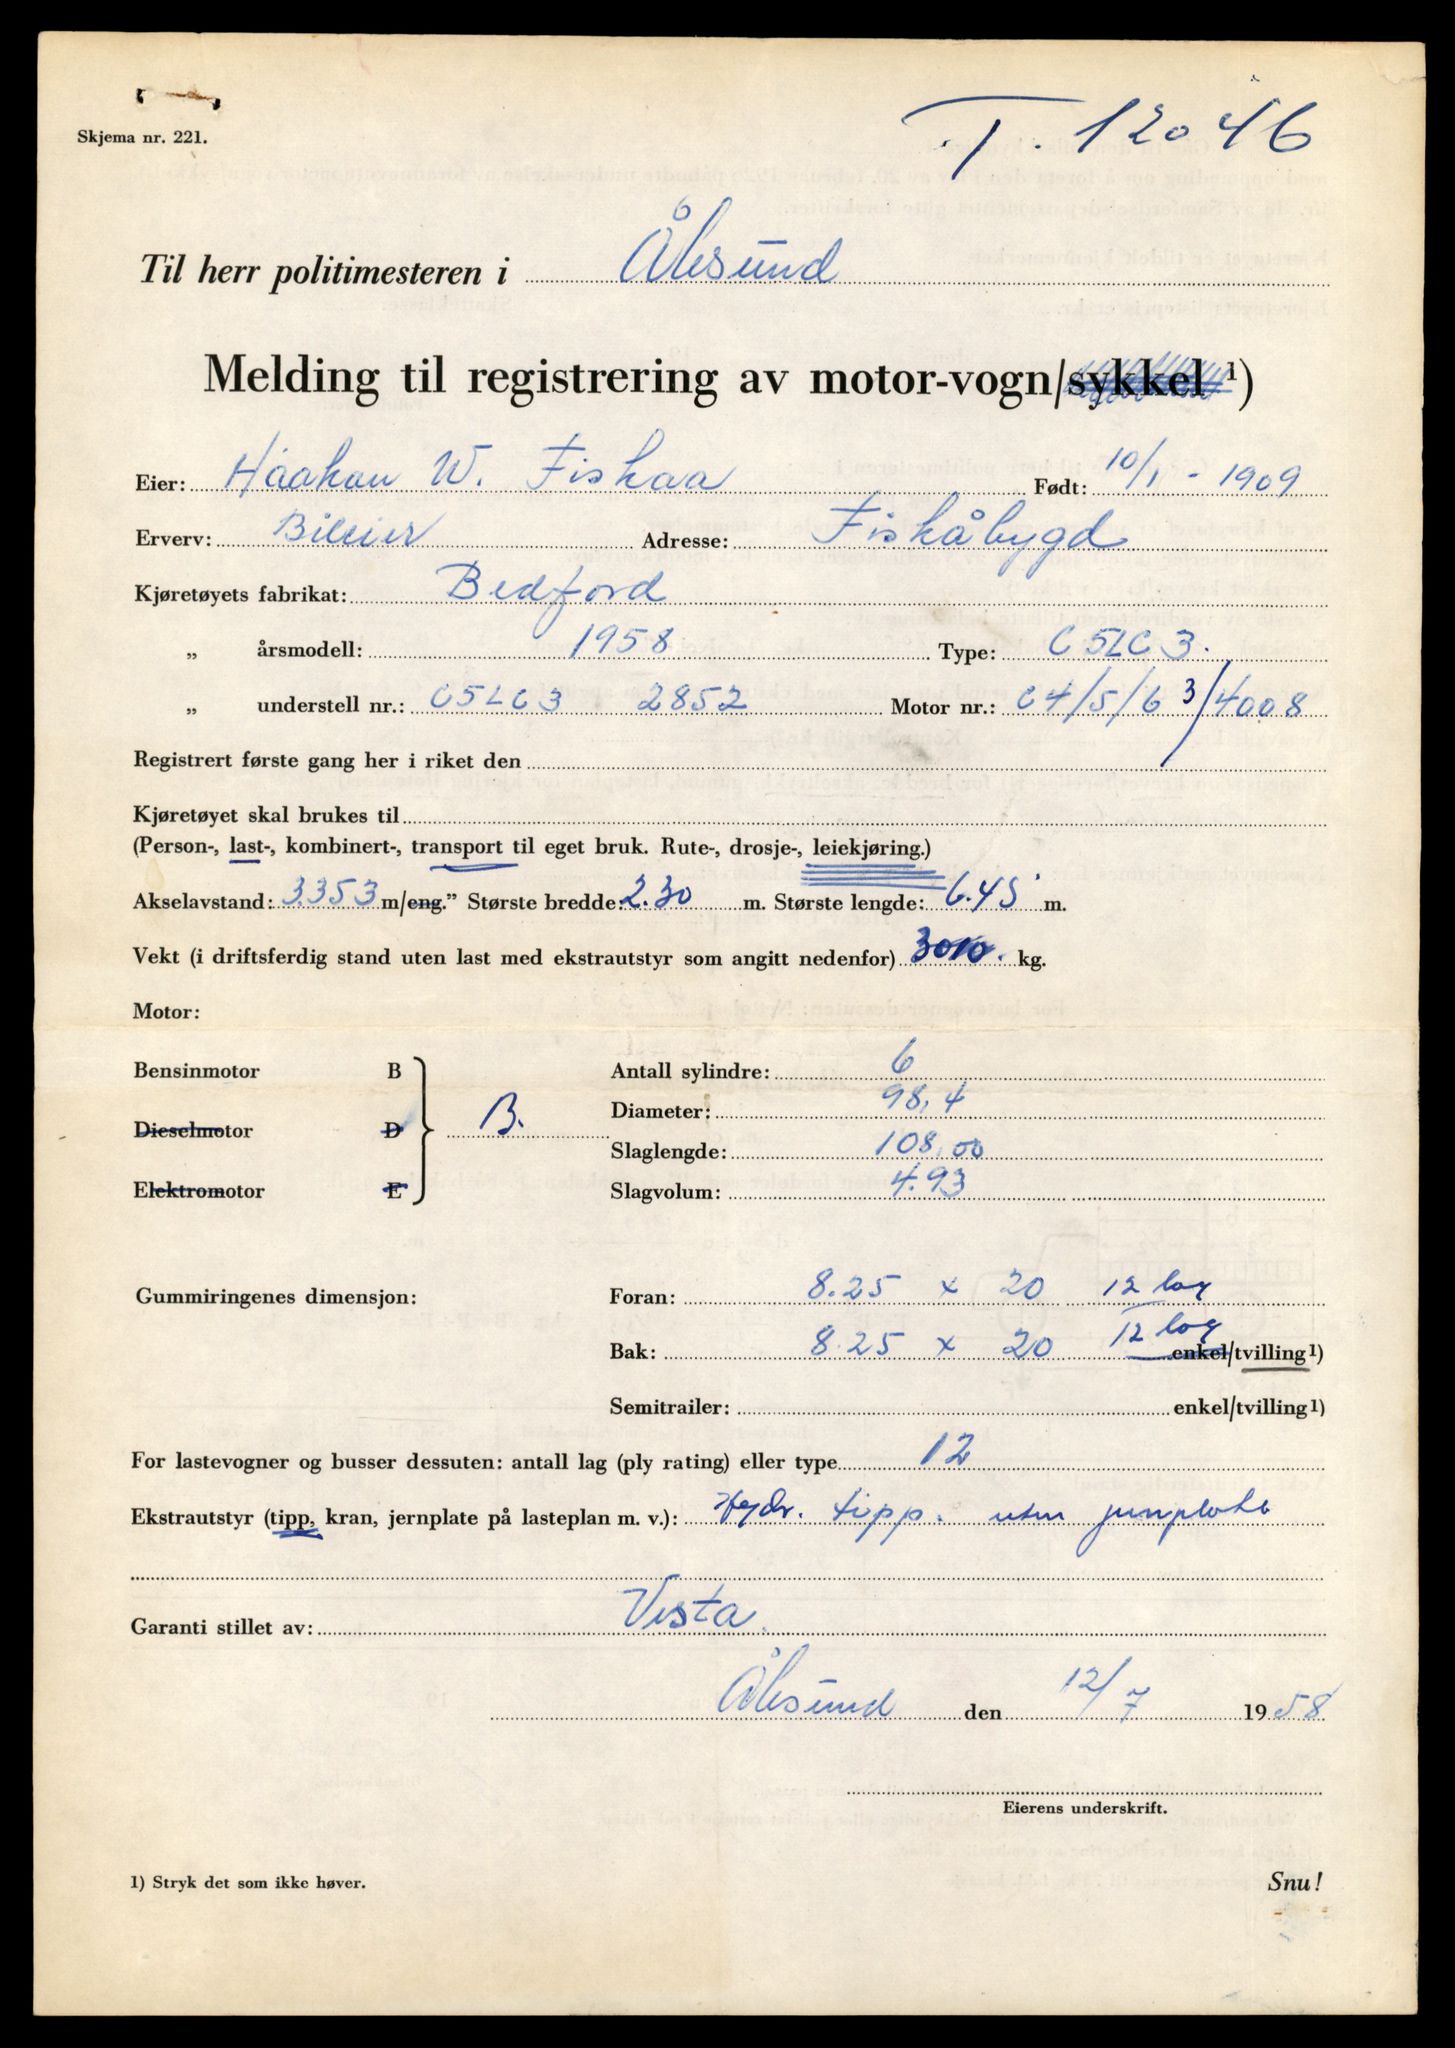 Skjema nr. 221.
T. 12046
Til herr politimesteren i Ålesund
Melding til registrering av motor-vogn/sykkel ¹)
Eier: Haakon W. Fiskaa Født: 10/1 - 1909
Erverv: Bileier Adresse: Fiskåbygd
Kjøretøyets fabrikat: Bedford
„ årsmodell: 1958 Type: C5LC3.
„ understell nr.: C5LC3 2852 Motor nr.: C4/5/6 3/4008
Registrert første gang her i riket den
Kjøretøyet skal brukes til
(Person-, last-, kombinert-, transport til eget bruk. Rute-, drosje-, leiekjøring.)
Akselavstand: 3.353 m/eng.” Største bredde: 2.30 m. Største lengde: 6.45 m.
Vekt (i driftsferdig stand uten last med ekstrautstyr som angitt nedenfor) 3010. kg.
Motor:
Bensinmotor B Antall sylindre: 6
Diameter: 98,4
Dieselmotor D B.
Slaglengde: 108,00
Elektromotor E Slagvolum: 4.93
Gummiringenes dimensjon: Foran: 8.25 x 20 12 lag
Bak: 8.25 x 20 12 lag enkel/tvilling¹)
Semitrailer: enkel/tvilling¹)
For lastevogner og busser dessuten: antall lag (ply rating) eller type 12
Ekstrautstyr (tipp, kran, jernplate på lasteplan m. v.): Hydr. tipp. uten jernplate
Garanti stillet av: Vesta.
Ålesund den 12/7 1958
Eierens underskrift.
1) Stryk det som ikke høver.
Snu!